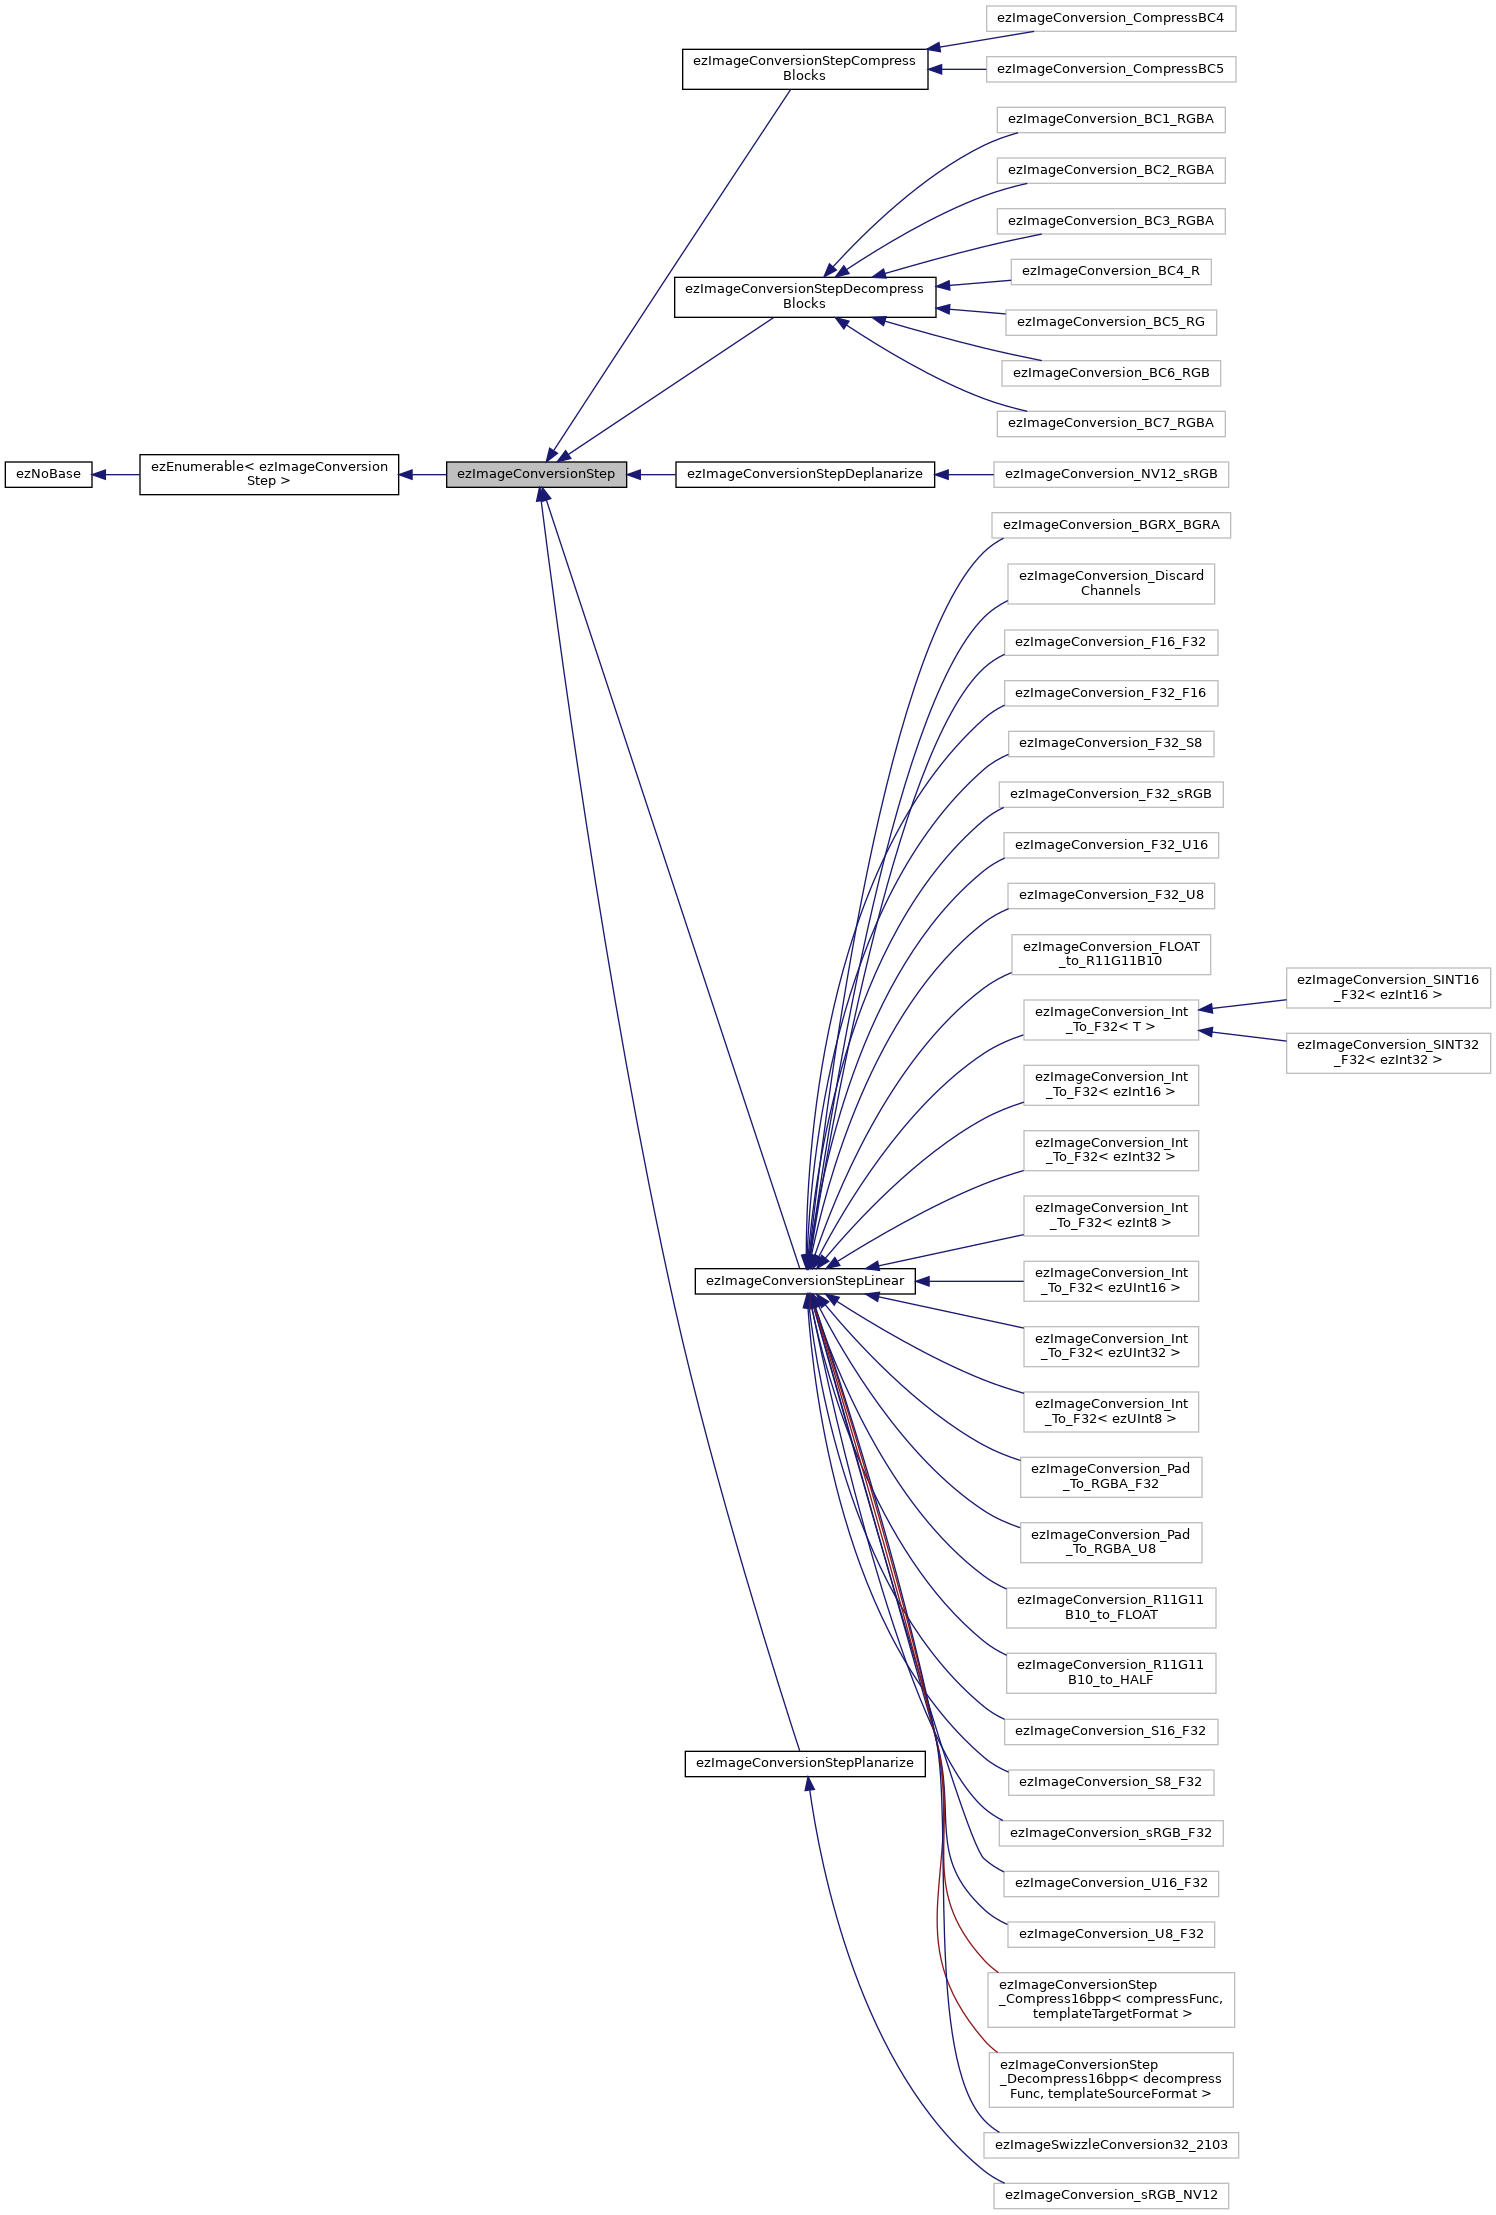 ezImageConversion_CompressBC4
ezImageConversionStepCompress
Blocks
ezImageConversion_CompressBC5
ezImageConversion_BC1_RGBA
ezImageConversion_BC2_RGBA
ezImageConversion_BC3_RGBA
ezImageConversion_BC4_R
ezImageConversionStepDecompress
Blocks
ezImageConversion_BC5_RG
ezImageConversion_BC6_RGB
ezImageConversion_BC7_RGBA
ezNoBase
ezEnumerable< ezImageConversion
Step >
ezImageConversionStep
ezImageConversionStepDeplanarize
ezImageConversion_NV12_sRGB
ezImageConversion_BGRX_BGRA
ezImageConversion_Discard
Channels
ezImageConversion_F16_F32
ezImageConversion_F32_F16
ezImageConversion_F32_S8
ezImageConversion_F32_sRGB
ezImageConversion_F32_U16
ezImageConversion_F32_U8
ezImageConversion_FLOAT
_to_R11G11B10
ezImageConversion_Int
_To_F32< T >
ezImageConversion_SINT16
_F32< ezInt16 >
ezImageConversion_SINT32
_F32< ezInt32 >
ezImageConversion_Int
_To_F32< ezInt16 >
ezImageConversion_Int
_To_F32< ezInt32 >
ezImageConversion_Int
_To_F32< ezInt8 >
ezImageConversionStepLinear
ezImageConversion_Int
_To_F32< ezUInt16 >
ezImageConversion_Int
_To_F32< ezUInt32 >
ezImageConversion_Int
_To_F32< ezUInt8 >
ezImageConversion_Pad
_To_RGBA_F32
ezImageConversion_Pad
_To_RGBA_U8
ezImageConversion_R11G11
B10_to_FLOAT
ezImageConversion_R11G11
B10_to_HALF
ezImageConversion_S16_F32
ezImageConversionStepPlanarize
ezImageConversion_S8_F32
ezImageConversion_sRGB_F32
ezImageConversion_U16_F32
ezImageConversion_U8_F32
ezImageConversionStep
_Compress16bpp< compressFunc,
templateTargetFormat >
ezImageConversionStep
_Decompress16bpp< decompress
Func, templateSourceFormat >
ezImageSwizzleConversion32_2103
ezImageConversion_sRGB_NV12